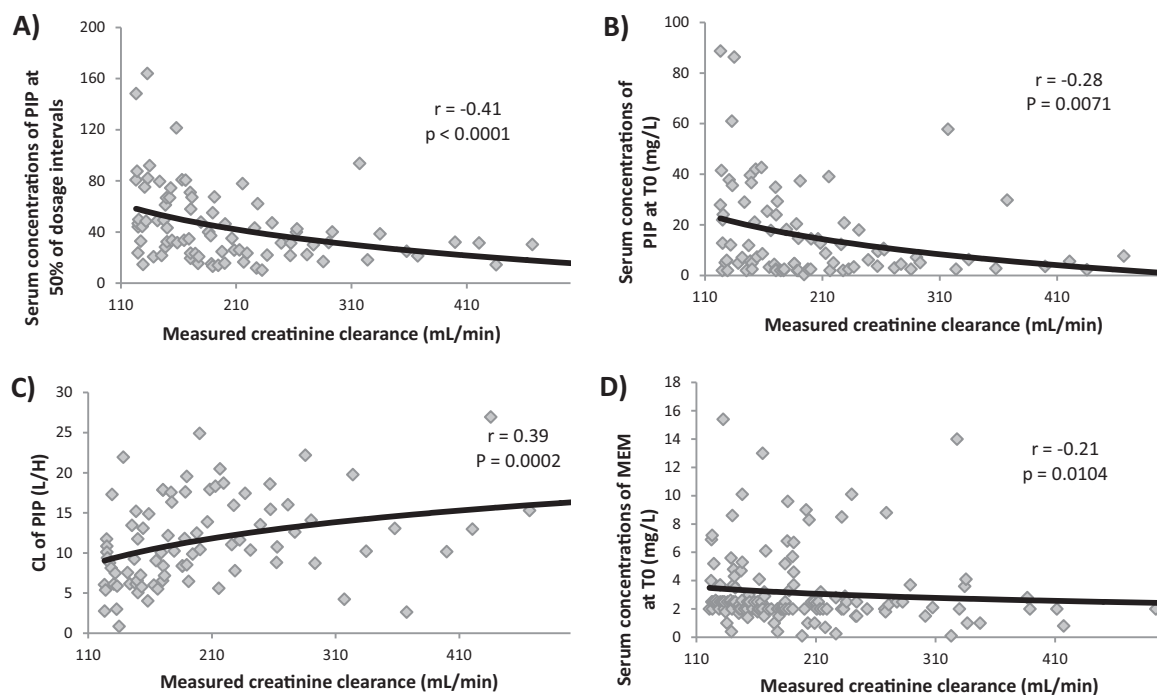 A)
Serum concentrations of PIP at
50% of dosage intervals
200
160
120
80
40
0
r = -0.41
p < 0.0001
110
210
310
410
Measured creatinine clearance (mL/min)
B)
Serum concentrations of
PIP at T0 (mg/L)
100
80
60
40
20
0
r = -0.28
P = 0.0071
110
210
310
410
Measured creatinine clearance (mL/min)
C)
CL of PIP (L/H)
30
25
20
15
10
5
0
r = 0.39
P = 0.0002
110
210
310
410
Measured creatinine clearance (mL/min)
D)
Serum concentrations of MEM
at T0 (mg/L)
18
16
14
12
10
8
6
4
2
0
r = -0.21
p = 0.0104
110
210
310
410
Measured creatinine clearance (mL/min)